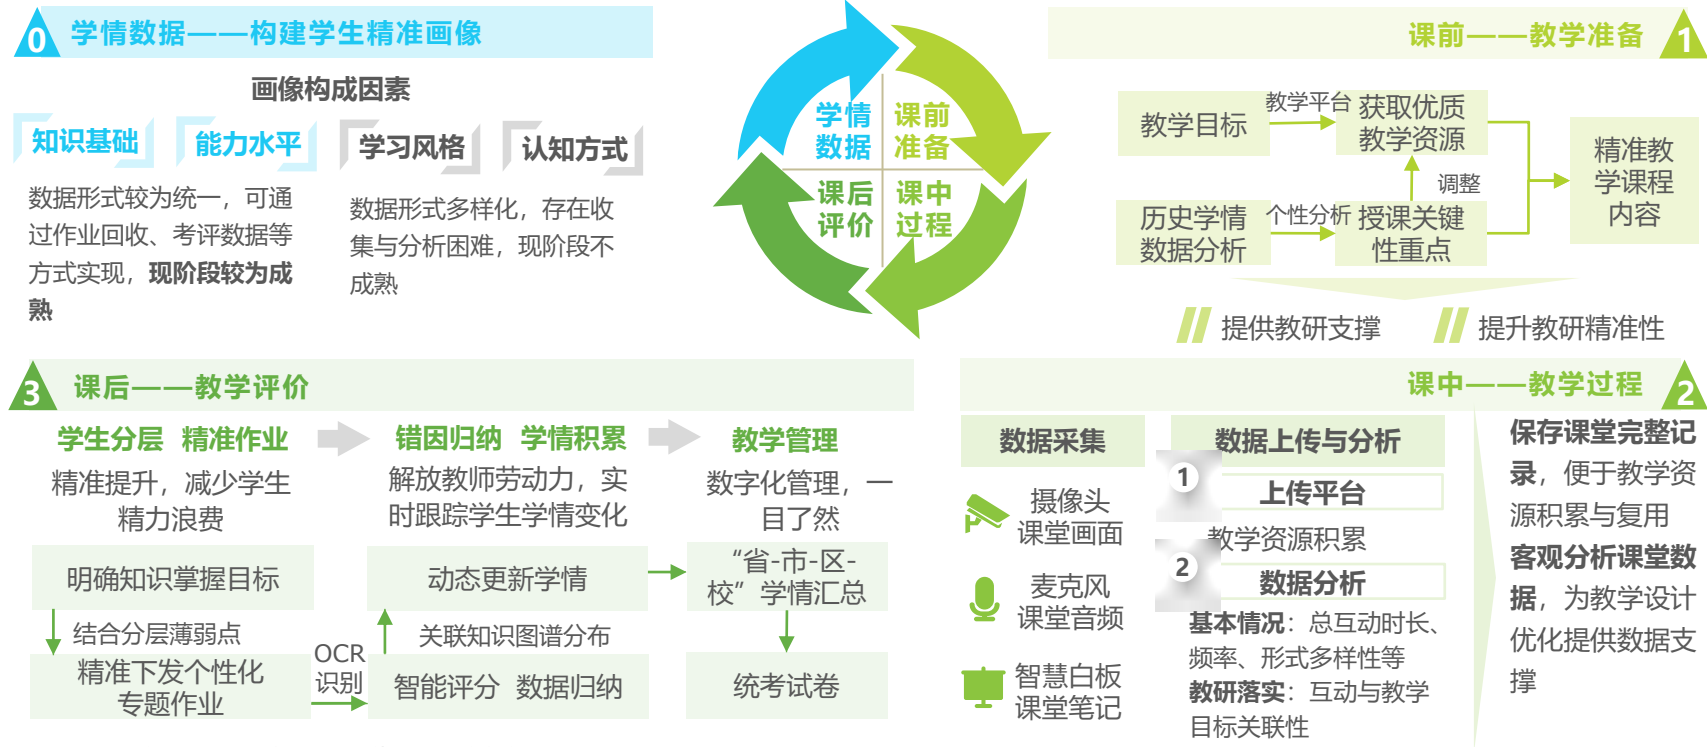 0
学情数据——构建学生精准画像
画像构成因素
知识基础
能力水平
学习风格
认知方式
数据形式较为统一，可通
过作业回收、考评数据等
方式实现，现阶段较为成
熟
数据形式多样化，存在收
集与分析困难，现阶段不
成熟
学情
数据
课前
准备
课后
评价
课中
过程
课前——教学准备
1
教学目标
教学平台
获取优质
教学资源
调整
历史学情
数据分析
个性分析
授课关键
性重点
精准教
学课程
内容
提供教研支撑
提升教研精准性
3
课后——教学评价
学生分层 精准作业
精准提升，减少学生
精力浪费
错因归纳 学情积累
解放教师劳动力，实
时跟踪学生学情变化
教学管理
数字化管理，一
目了然
明确知识掌握目标
结合分层薄弱点
精准下发个性化
专题作业
OCR
识别
动态更新学情
关联知识图谱分布
智能评分 数据归纳
“省-市-区-
校”学情汇总
统考试卷
课中——教学过程
2
数据采集
摄像头
课堂画面
麦克风
课堂音频
智慧白板
课堂笔记
数据上传与分析
1
上传平台
教学资源积累
2
数据分析
基本情况：总互动时长、
频率、形式多样性等
教研落实：互动与教学
目标关联性
保存课堂完整记
录，便于教学资
源积累与复用
客观分析课堂数
据，为教学设计
优化提供数据支
撑